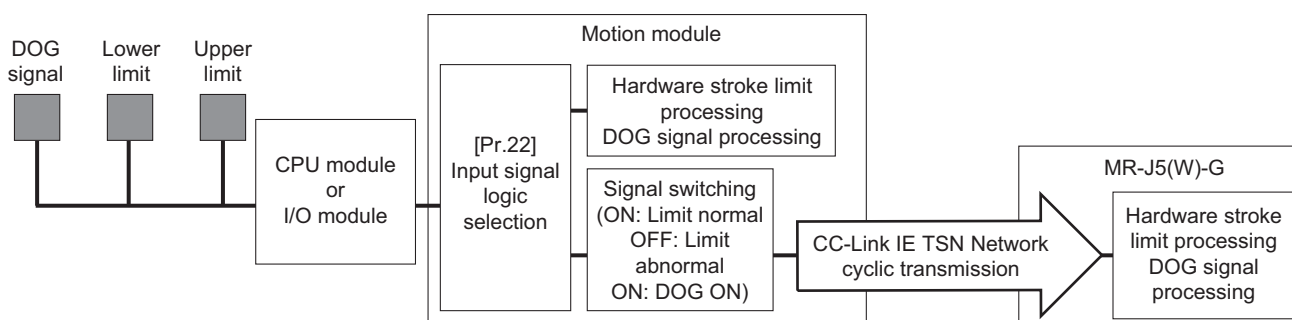 DOG
signal
Lower
limit
Upper
limit
CPU module
or
I/O module
Motion module
[Pr.22]
Input signal
logic
selection
Hardware stroke limit
processing
DOG signal processing
Signal switching
(ON: Limit normal
OFF: Limit
abnormal
ON: DOG ON)
CC-Link IE TSN Network
cyclic transmission
MR-J5(W)-G
Hardware stroke
limit processing
DOG signal
processing